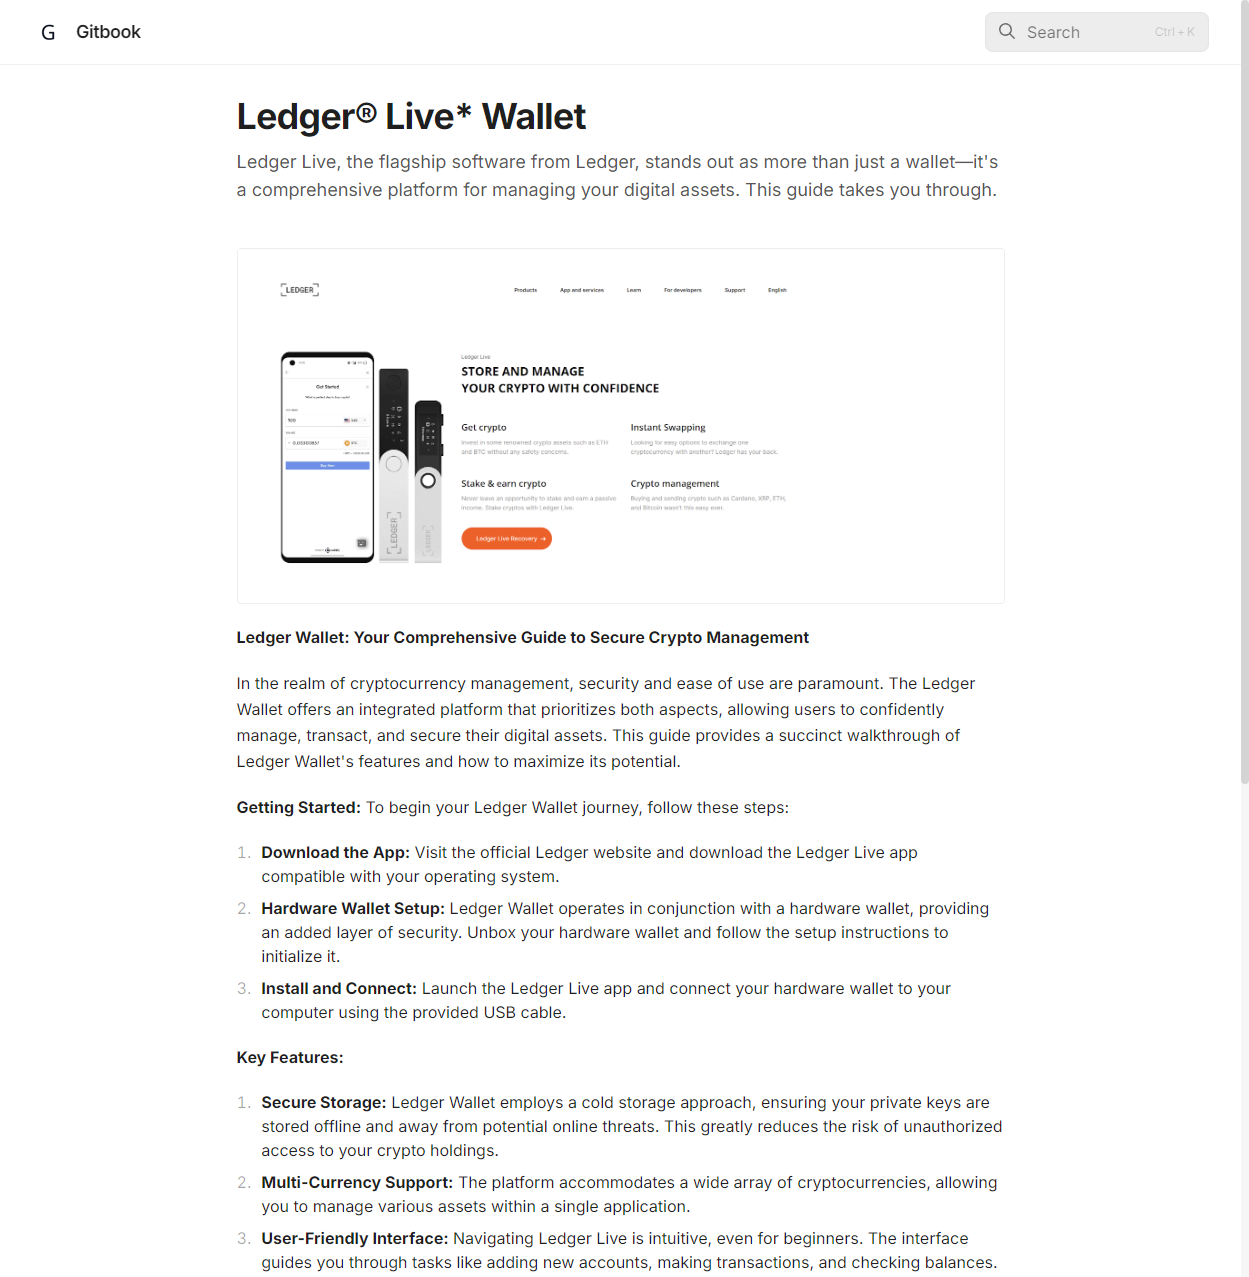 G Gitbook
Search Ctrl + K
Ledger® Live* Wallet
Ledger Live, the flagship software from Ledger, stands out as more than just a wallet—it's
a comprehensive platform for managing your digital assets. This guide takes you through.
LEDGER
Products App and services Learn For developers Support English
Ledger Live
STORE AND MANAGE
YOUR CRYPTO WITH CONFIDENCE
Get Started
100
Buy Now
LEDGER
LEDGER
Get crypto
Invest in some renowned crypto assets such as ETH
and BTC without any safety concerns.
Instant Swapping
Looking for easy options to exchange one
cryptocurrency with another? Ledger has your back.
Stake & earn crypto
Never leave an opportunity to stake and earn a passive
income. Stake cryptos with Ledger Live.
Crypto management
Buying and sending crypto such as Cardano, XRP, ETH,
and Bitcoin wasn't this easy ever.
Ledger Live Recovery →
Ledger Wallet: Your Comprehensive Guide to Secure Crypto Management
In the realm of cryptocurrency management, security and ease of use are paramount. The Ledger
Wallet offers an integrated platform that prioritizes both aspects, allowing users to confidently
manage, transact, and secure their digital assets. This guide provides a succinct walkthrough of
Ledger Wallet's features and how to maximize its potential.
Getting Started: To begin your Ledger Wallet journey, follow these steps:
1. Download the App: Visit the official Ledger website and download the Ledger Live app
compatible with your operating system.
2. Hardware Wallet Setup: Ledger Wallet operates in conjunction with a hardware wallet, providing
an added layer of security. Unbox your hardware wallet and follow the setup instructions to
initialize it.
3. Install and Connect: Launch the Ledger Live app and connect your hardware wallet to your
computer using the provided USB cable.
Key Features:
1. Secure Storage: Ledger Wallet employs a cold storage approach, ensuring your private keys are
stored offline and away from potential online threats. This greatly reduces the risk of unauthorized
access to your crypto holdings.
2. Multi-Currency Support: The platform accommodates a wide array of cryptocurrencies, allowing
you to manage various assets within a single application.
3. User-Friendly Interface: Navigating Ledger Live is intuitive, even for beginners. The interface
guides you through tasks like adding new accounts, making transactions, and checking balances.